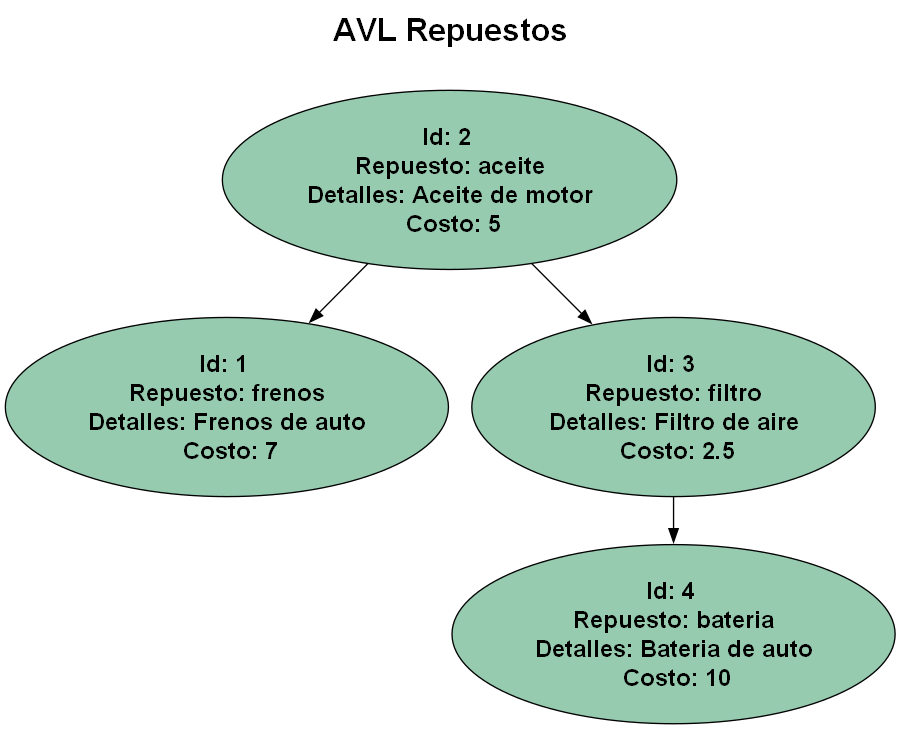 AVL Repuestos
Id: 2
Repuesto: aceite
Detalles: Aceite de motor
Costo: 5
Id: 1
Repuesto: frenos
Detalles: Frenos de auto
Costo: 7
Id: 3
Repuesto: filtro
Detalles: Filtro de aire
Costo: 2.5
Id: 4
Repuesto: bateria
Detalles: Bateria de auto
Costo: 10